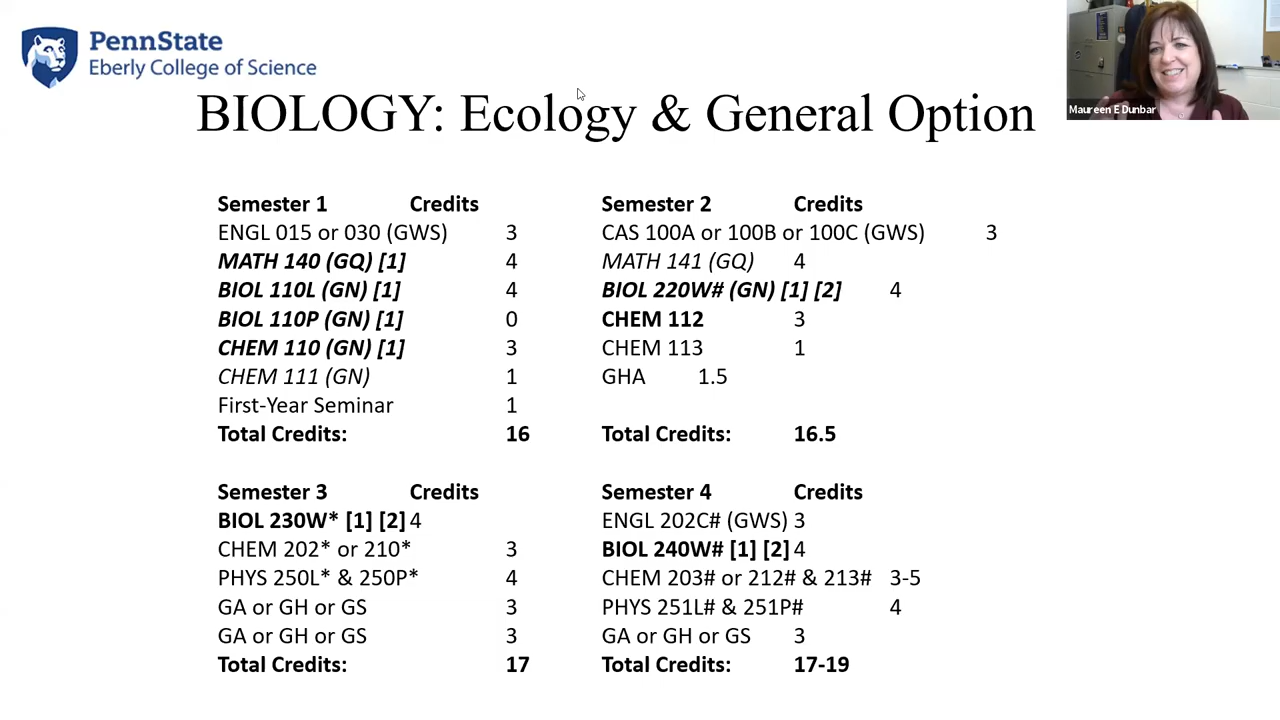 PennState
Eberly College of Science
BIOLOGY: Ecology & General Option
Maureen E Dunbar
Semester 1 Credits
ENGL 015 or 030 (GWS) 3
MATH 140 (GQ) [1] 4
BIOL 110L (GN) [1] 4
BIOL 110P (GN) [1] 0
CHEM 110 (GN) [1] 3
CHEM 111 (GN) 1
First-Year Seminar 1
Total Credits: 16
Semester 2 Credits
CAS 100A or 100B or 100C (GWS) 3
MATH 141 (GQ) 4
BIOL 220W# (GN) [1] [2] 4
CHEM 112 3
CHEM 113 1
GHA 1.5
Total Credits: 16.5
Semester 3 Credits
BIOL 230W* [1] [2] 4
CHEM 202* or 210* 3
PHYS 250L* & 250P* 4
GA or GH or GS 3
GA or GH or GS 3
Total Credits: 17
Semester 4 Credits
ENGL 202C# (GWS) 3
BIOL 240W# [1] [2] 4
CHEM 203# or 212# & 213# 3-5
PHYS 251L# & 251P# 4
GA or GH or GS 3
Total Credits: 17-19